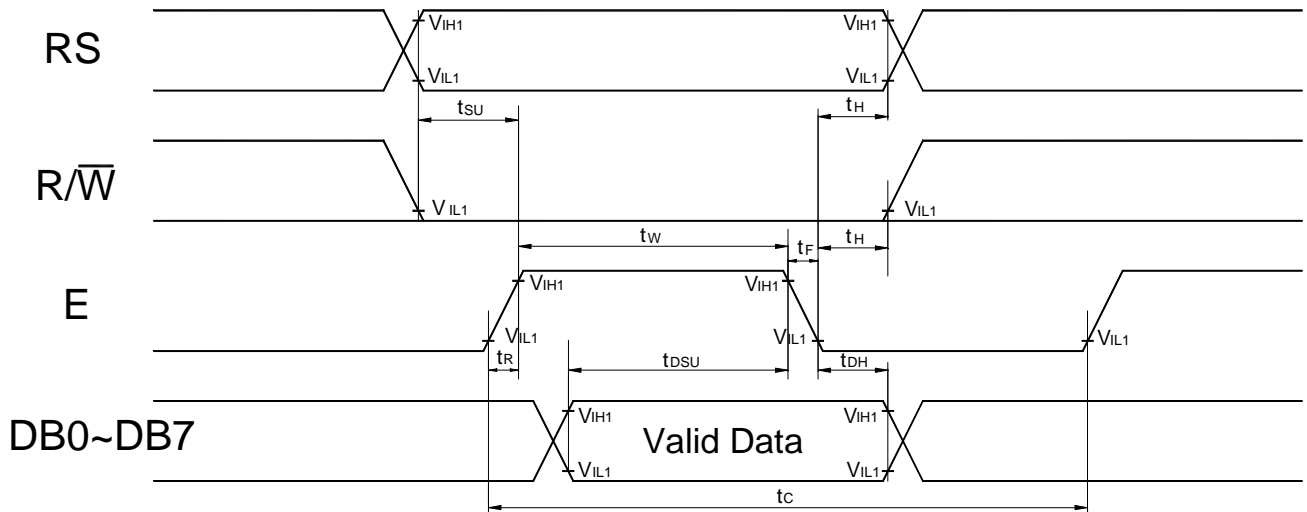 RS
VIH1
VIH1
VIL1
VIL1
tSU
tH
R/W̅
VIL1
VIL1
tW
tF
tH
E
VIH1
VIH1
VIL1
VIL1
VIL1
tR
tDSU
tDH
DB0~DB7
VIH1
Valid Data
VIH1
VIL1
VIL1
tC